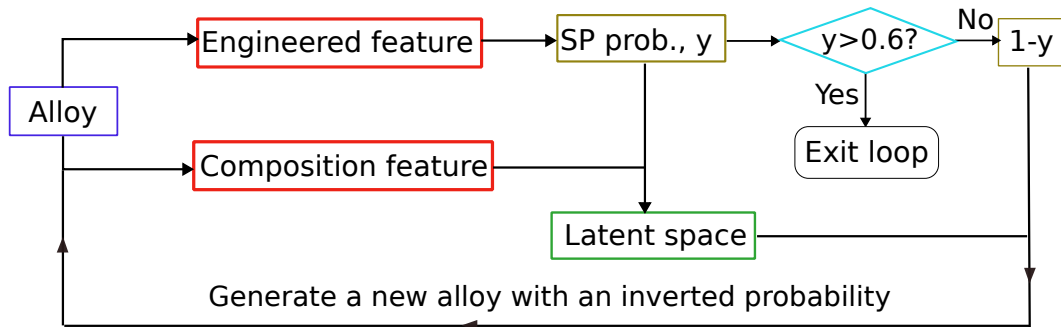 Engineered feature
SP prob., y
y>0.6?
No
1-y
Alloy
Yes
Composition feature
Exit loop
Latent space
Generate a new alloy with an inverted probability